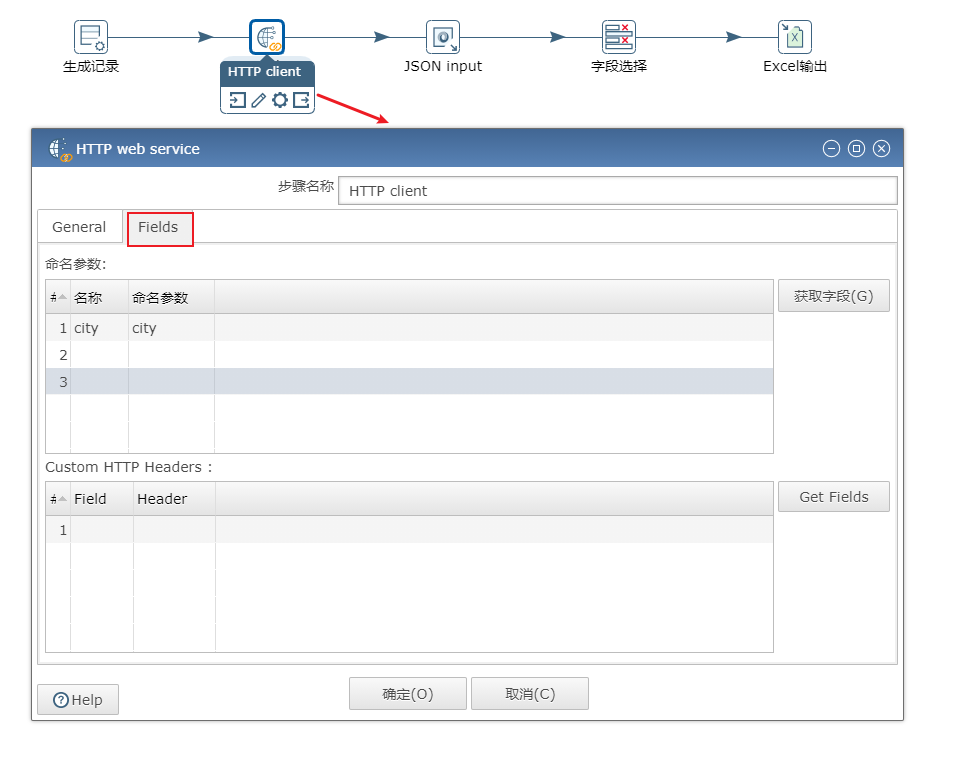 生成记录
HTTP client
JSON input
字段选择
Excel输出
HTTP web service
步骤名称 HTTP client
General Fields
命名参数:
# 名称 命名参数 获取字段(G)
1 city city
2
3
Custom HTTP Headers :
# Field Header Get Fields
1
Help 确定(O) 取消(C)